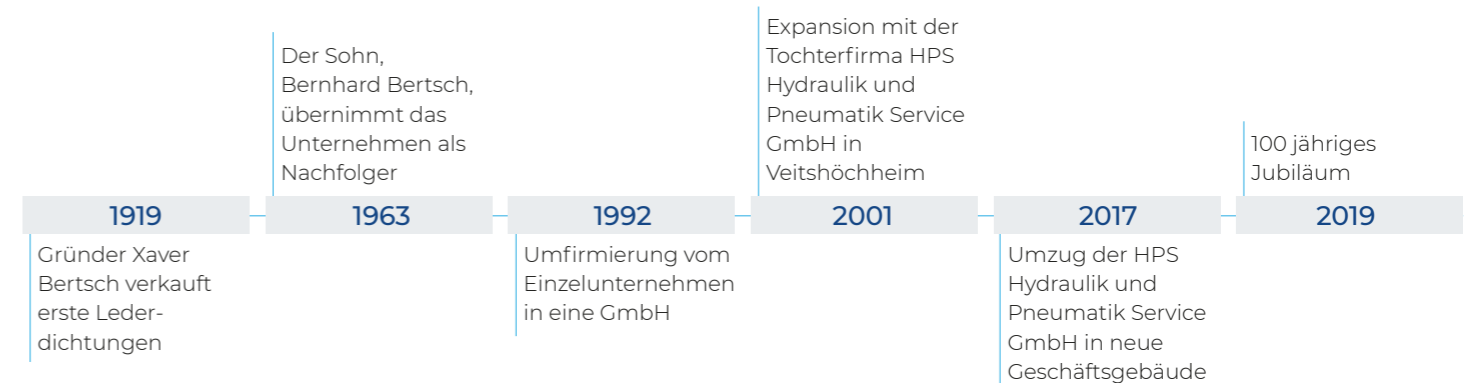 1919
Gründer Xaver
Bertsch verkauft
erste Leder-
dichtungen
Der Sohn,
Bernhard Bertsch,
übernimmt das
Unternehmen als
Nachfolger
1963
1992
Umfirmierung vom
Einzelunternehmen
in eine GmbH
Expansion mit der
Tochterfirma HPS
Hydraulik und
Pneumatik Service
GmbH in
Veitshöchheim
2001
2017
Umzug der HPS
Hydraulik und
Pneumatik Service
GmbH in neue
Geschäftsgebäude
100 jähriges
Jubiläum
2019